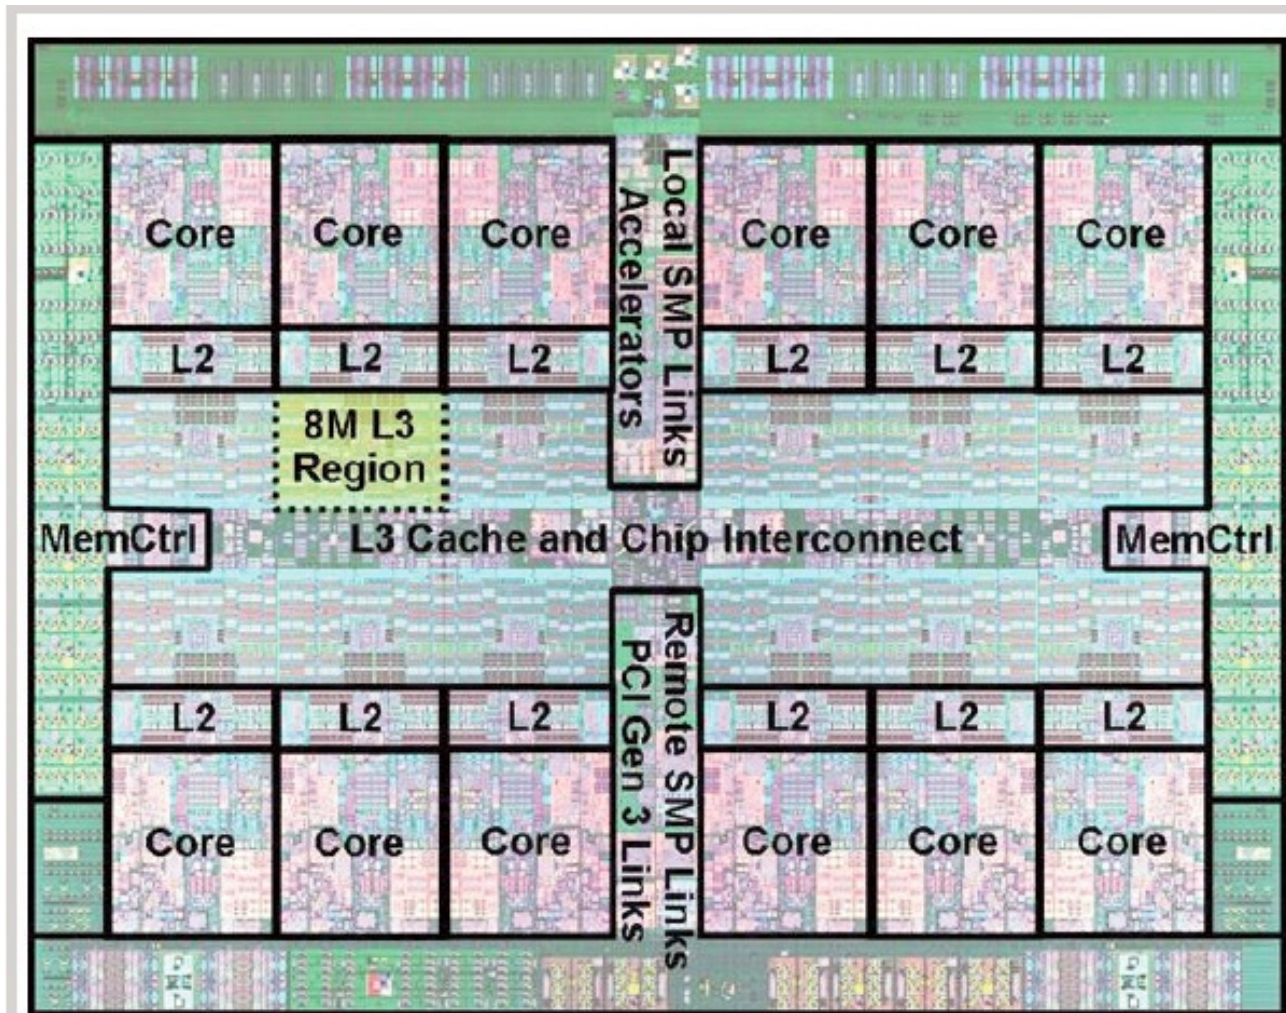 Core
Core
Core
Core
Core
Core
Local SMP Links
Accelerators
L2
L2
L2
L2
L2
L2
8M L3
Region
MemCtrl
L3 Cache and Chip Interconnect
MemCtrl
Remote SMP Links
PCI Gen 3 Links
L2
L2
L2
L2
L2
L2
Core
Core
Core
Core
Core
Core